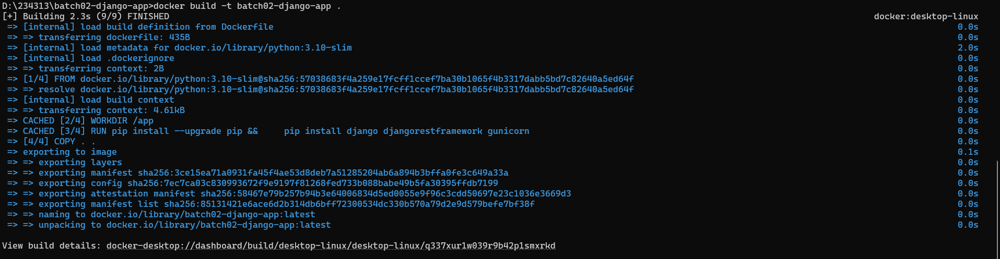 D:\234313\batch02-django-app>docker build -t batch02-django-app .
[+] Building 2.3s (9/9) FINISHED docker:desktop-linux
=> [internal] load build definition from Dockerfile 0.0s
=> => transferring dockerfile: 435B 0.0s
=> [internal] load metadata for docker.io/library/python:3.10-slim 2.0s
=> [internal] load .dockerignore 0.0s
=> => transferring context: 2B 0.0s
=> [1/4] FROM docker.io/library/python:3.10-slim@sha256:57038683f4a259e17fcff1ccef7ba30b1065f4b3317dabb5bd7c82640a5ed64f 0.0s
=> => resolve docker.io/library/python:3.10-slim@sha256:57038683f4a259e17fcff1ccef7ba30b1065f4b3317dabb5bd7c82640a5ed64f 0.0s
=> [internal] load build context 0.0s
=> => transferring context: 4.61kB 0.0s
=> CACHED [2/4] WORKDIR /app 0.0s
=> CACHED [3/4] RUN pip install --upgrade pip &&     pip install django djangorestframework gunicorn 0.0s
=> [4/4] COPY . . 0.0s
=> exporting to image 0.1s
=> => exporting layers 0.0s
=> => exporting manifest sha256:3ce15ea71a0931fa45f4ae53d8deb7a51285204ab6a894b3bffa0fe3c649a33a 0.0s
=> => exporting config sha256:7ec7ca03c830993672f9e9197f81268fed733b088babe49b5fa30395ffdb7199 0.0s
=> => exporting attestation manifest sha256:58467e79b257b94b3e64006834d5ed0055e9f96c3cdd50697e23c1036e3669d3 0.0s
=> => exporting manifest list sha256:85131421e6ace6d2b314db6bff72300534dc330b570a79d2e9d579befe7bf38f 0.0s
=> => naming to docker.io/library/batch02-django-app:latest 0.0s
=> => unpacking to docker.io/library/batch02-django-app:latest 0.0s
View build details: docker-desktop://dashboard/build/desktop-linux/desktop-linux/q337xur1w039r9b42p1smxrkd